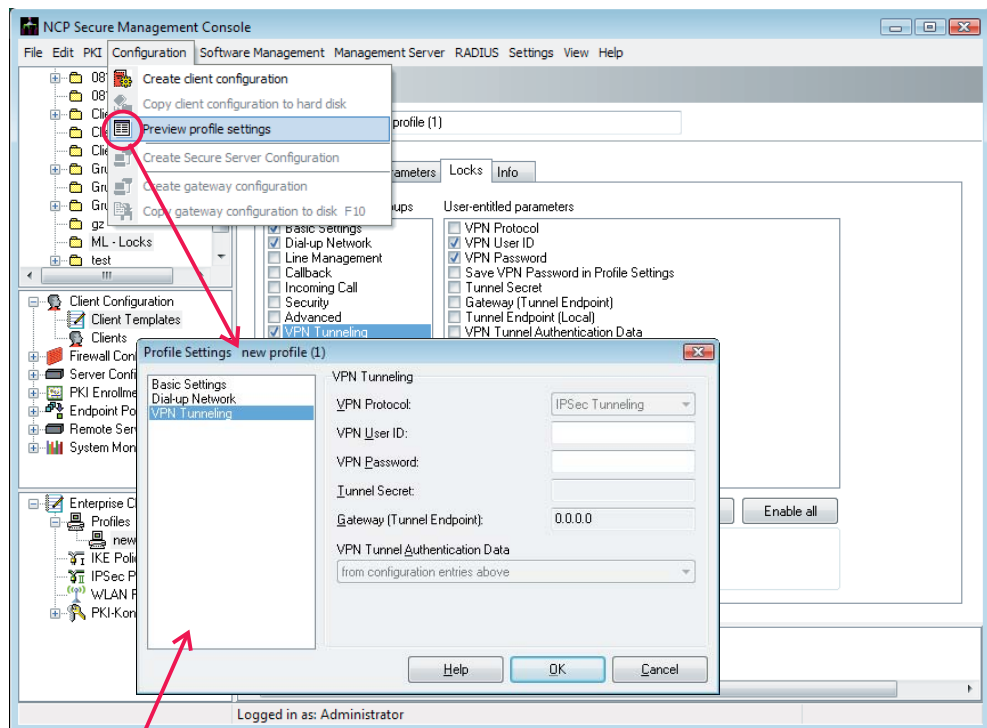 NCP Secure Management Console
File Edit PKI Configuration Software Management Management Server RADIUS Settings View Help
Create client configuration
Copy client configuration to hard disk
Preview profile settings
Create Secure Server Configuration
Create gateway configuration
Copy gateway configuration to disk F10
gz
ML - Locks
test
profile (1)
Locks
Info
User-entitled parameters
Basic Settings
Dial-up Network
Line Management
Callback
Incoming Call
Security
Advanced
VPN Tunneling
VPN Protocol
VPN User ID
VPN Password
Save VPN Password in Profile Settings
Tunnel Secret
Gateway (Tunnel Endpoint)
Tunnel Endpoint (Local)
VPN Tunnel Authentication Data
Client Configuration
Client Templates
Clients
Firewall Con
Server Confi
PKI Enrollme
Endpoint Po
Remote Ser
System Mon
Enterprise Cl
Profiles
new
IKE Poli
IPSec P
WLAN P
PKI-Kon
Enable all
Profile Settings new profile (1)
Basic Settings
Dial-up Network
VPN Tunneling
VPN Tunneling
VPN Protocol:
IPSec Tunneling
VPN User ID:
VPN Password:
Tunnel Secret:
Gateway (Tunnel Endpoint):
0.0.0.0
VPN Tunnel Authentication Data
from configuration entries above
Help
OK
Cancel
Logged in as: Administrator